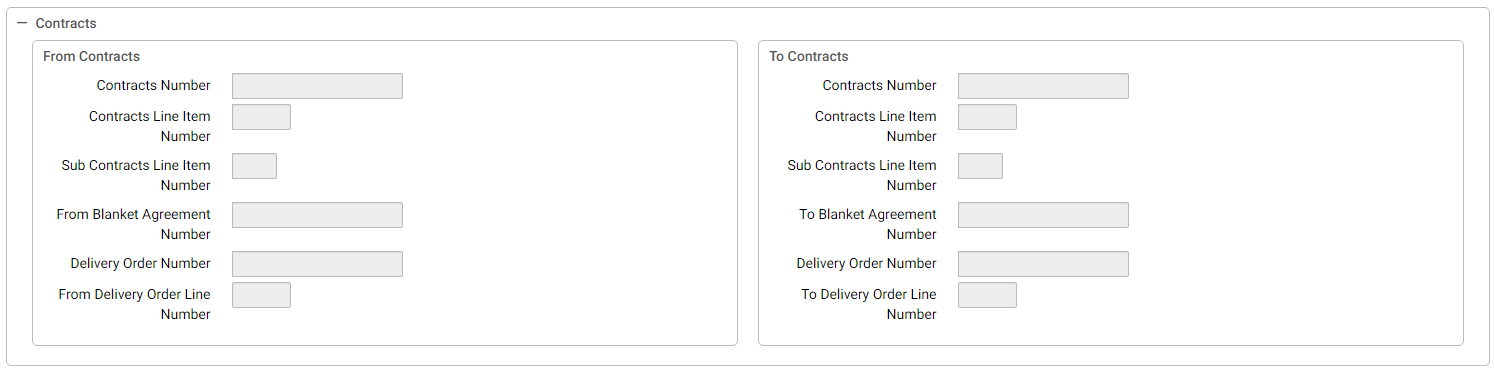 Contracts
From Contracts
Contracts Number
Contracts Line Item
Number
Sub Contracts Line Item
Number
From Blanket Agreement
Number
Delivery Order Number
From Delivery Order Line
Number
To Contracts
Contracts Number
Contracts Line Item
Number
Sub Contracts Line Item
Number
To Blanket Agreement
Number
Delivery Order Number
To Delivery Order Line
Number